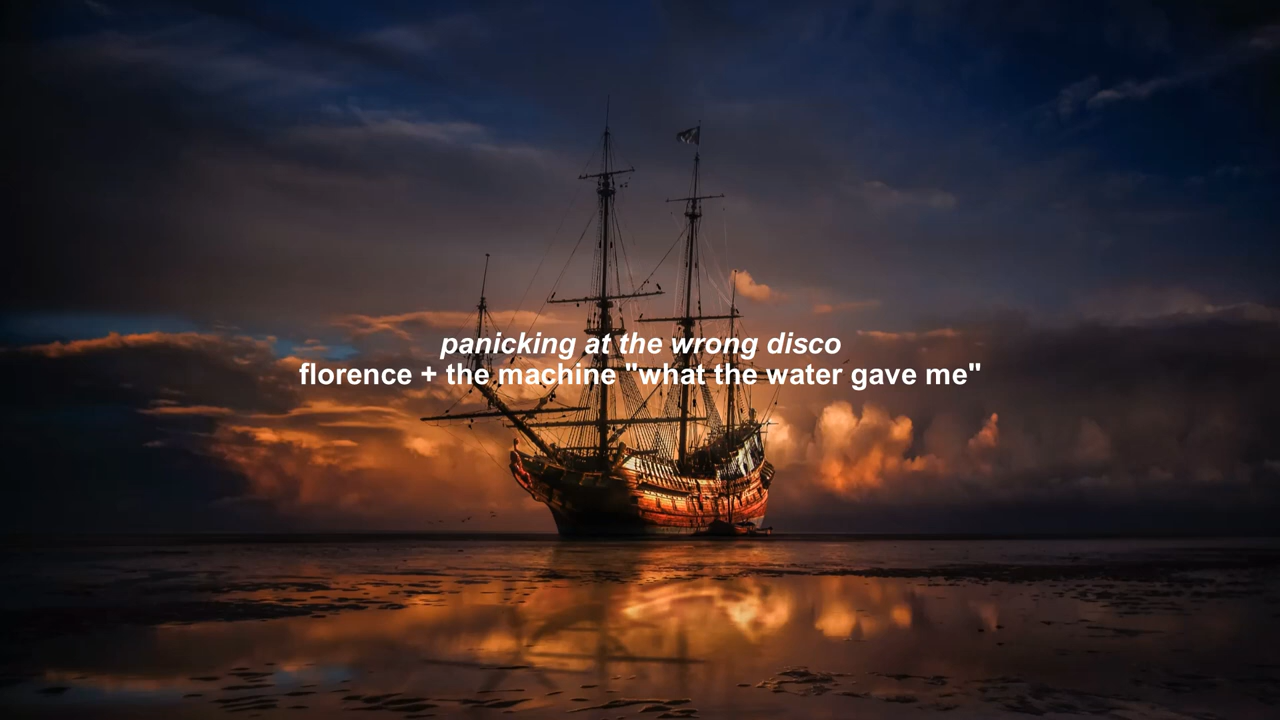 panicking at the wrong disco
florence + the machine "what the water gave me"